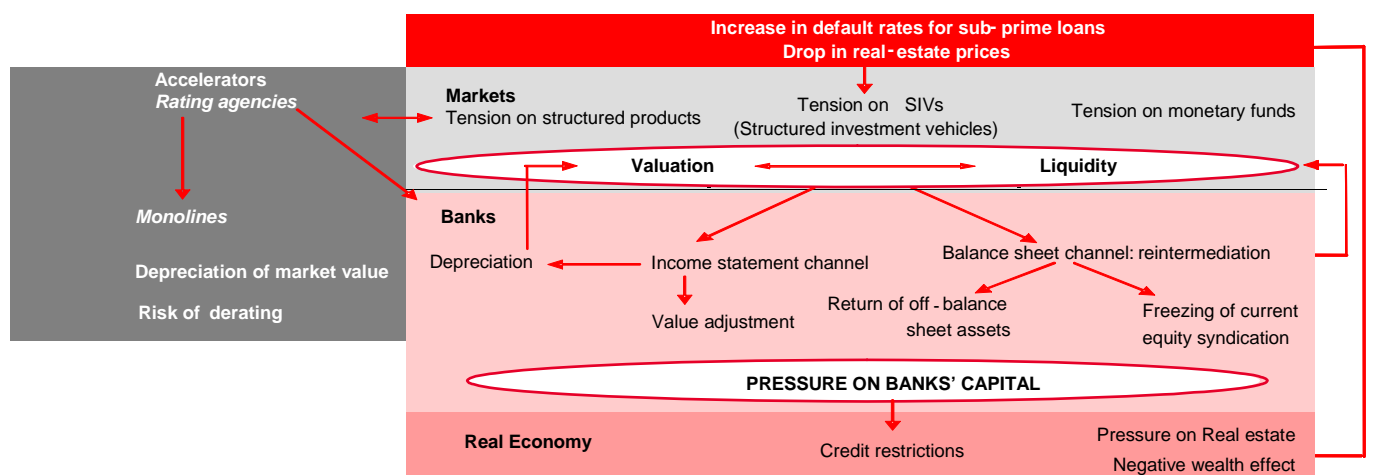 Increase in default rates for sub-prime loans
Drop in real-estate prices
Accelerators
Rating agencies
Markets
Tension on structured products
Tension on SIVs
(Structured investment vehicles)
Tension on monetary funds
Valuation
Liquidity
Monolines
Depreciation of market value
Risk of derating
Banks
Depreciation
Income statement channel
Balance sheet channel: reintermediation
Value adjustment
Return of off-balance
sheet assets
Freezing of current
equity syndication
PRESSURE ON BANKS’ CAPITAL
Real Economy
Credit restrictions
Pressure on Real estate
Negative wealth effect